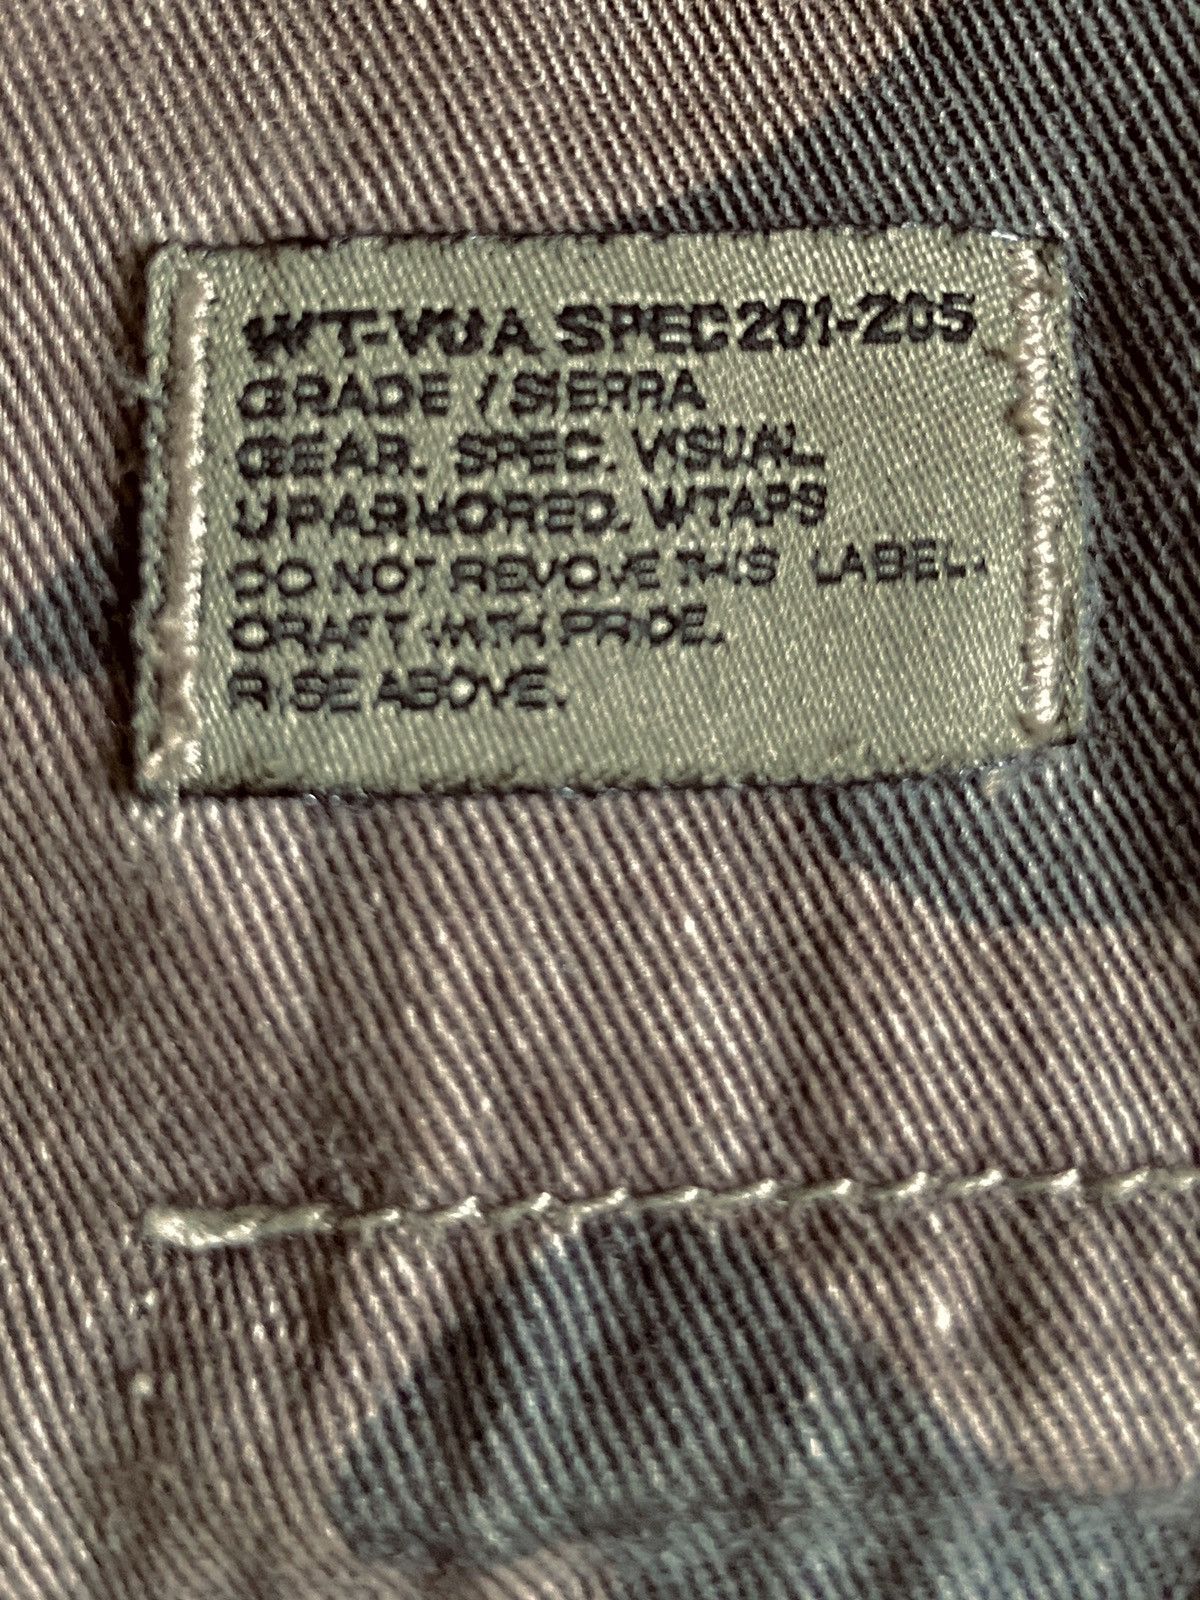 WT-VUA SPEC 201-205
GRADE / SIERRA
GEAR. SPEC. VISUAL.
UPARMORED. WTAPS
DO NOT REMOVE THIS LABEL.
CRAFT WITH PRIDE.
RISE ABOVE.